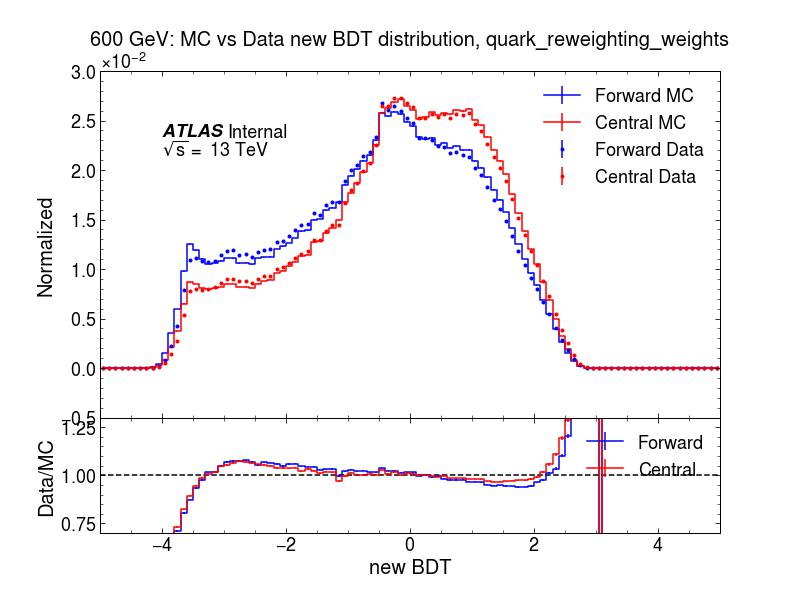 600 GeV: MC vs Data new BDT distribution, quark_reweighting_weights
×10⁻²
3.0
2.5
2.0
1.5
1.0
0.5
0.0
Normalized
ATLAS Internal
√s = 13 TeV
Forward MC
Central MC
Forward Data
Central Data
1.25
1.00
0.75
Data/MC
Forward
Central
−4 −2 0 2 4
new BDT